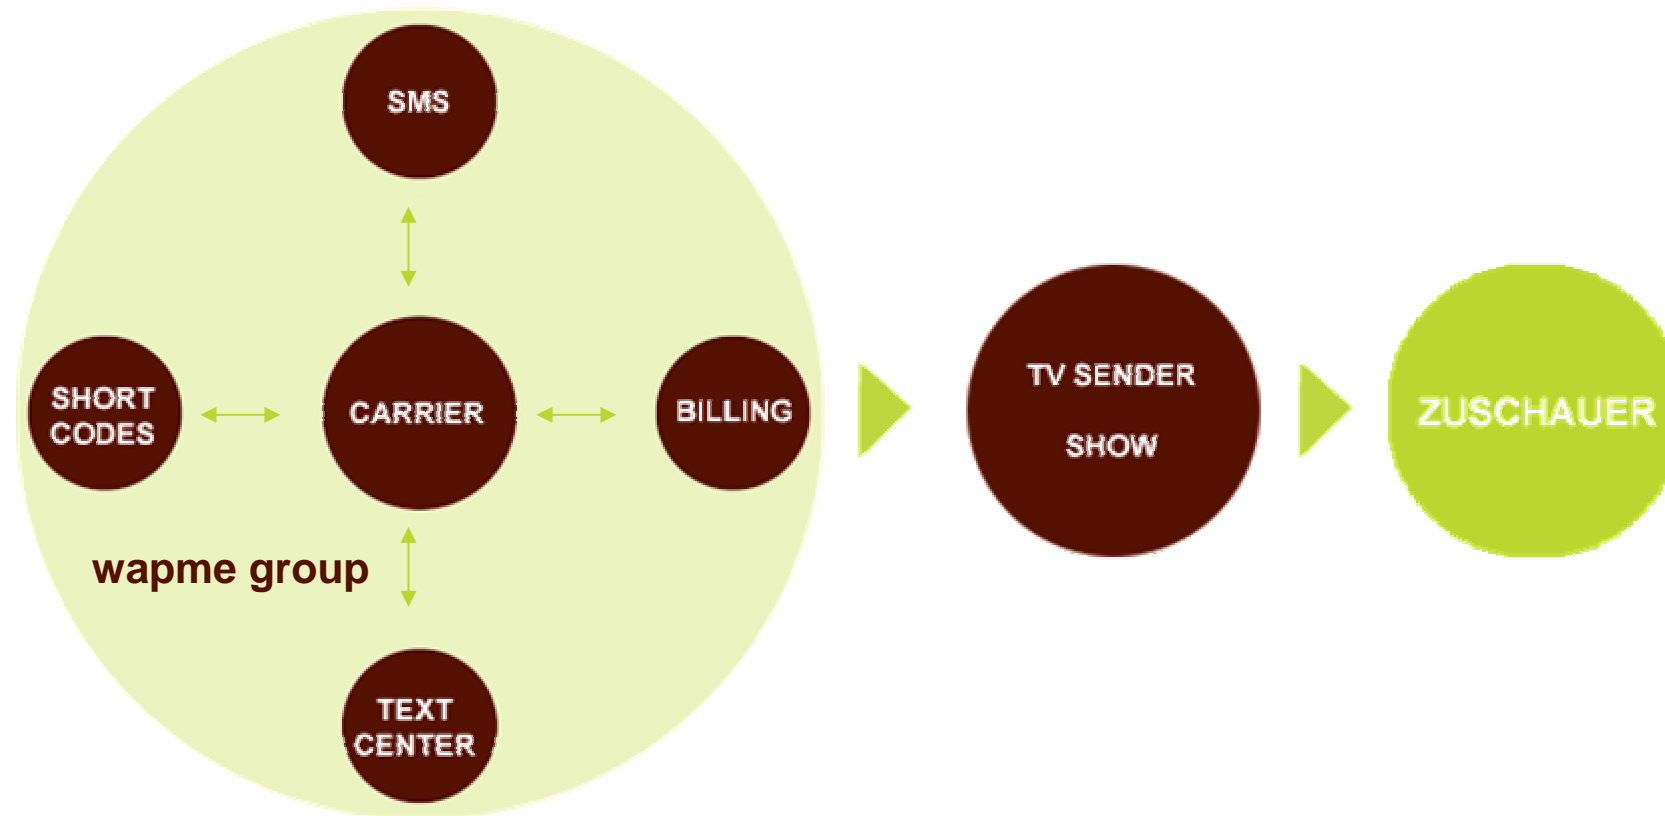 SMS
SHORT
CODES
CARRIER
BILLING
wapme group
TEXT
CENTER
TV SENDER
SHOW
ZUSCHAUER